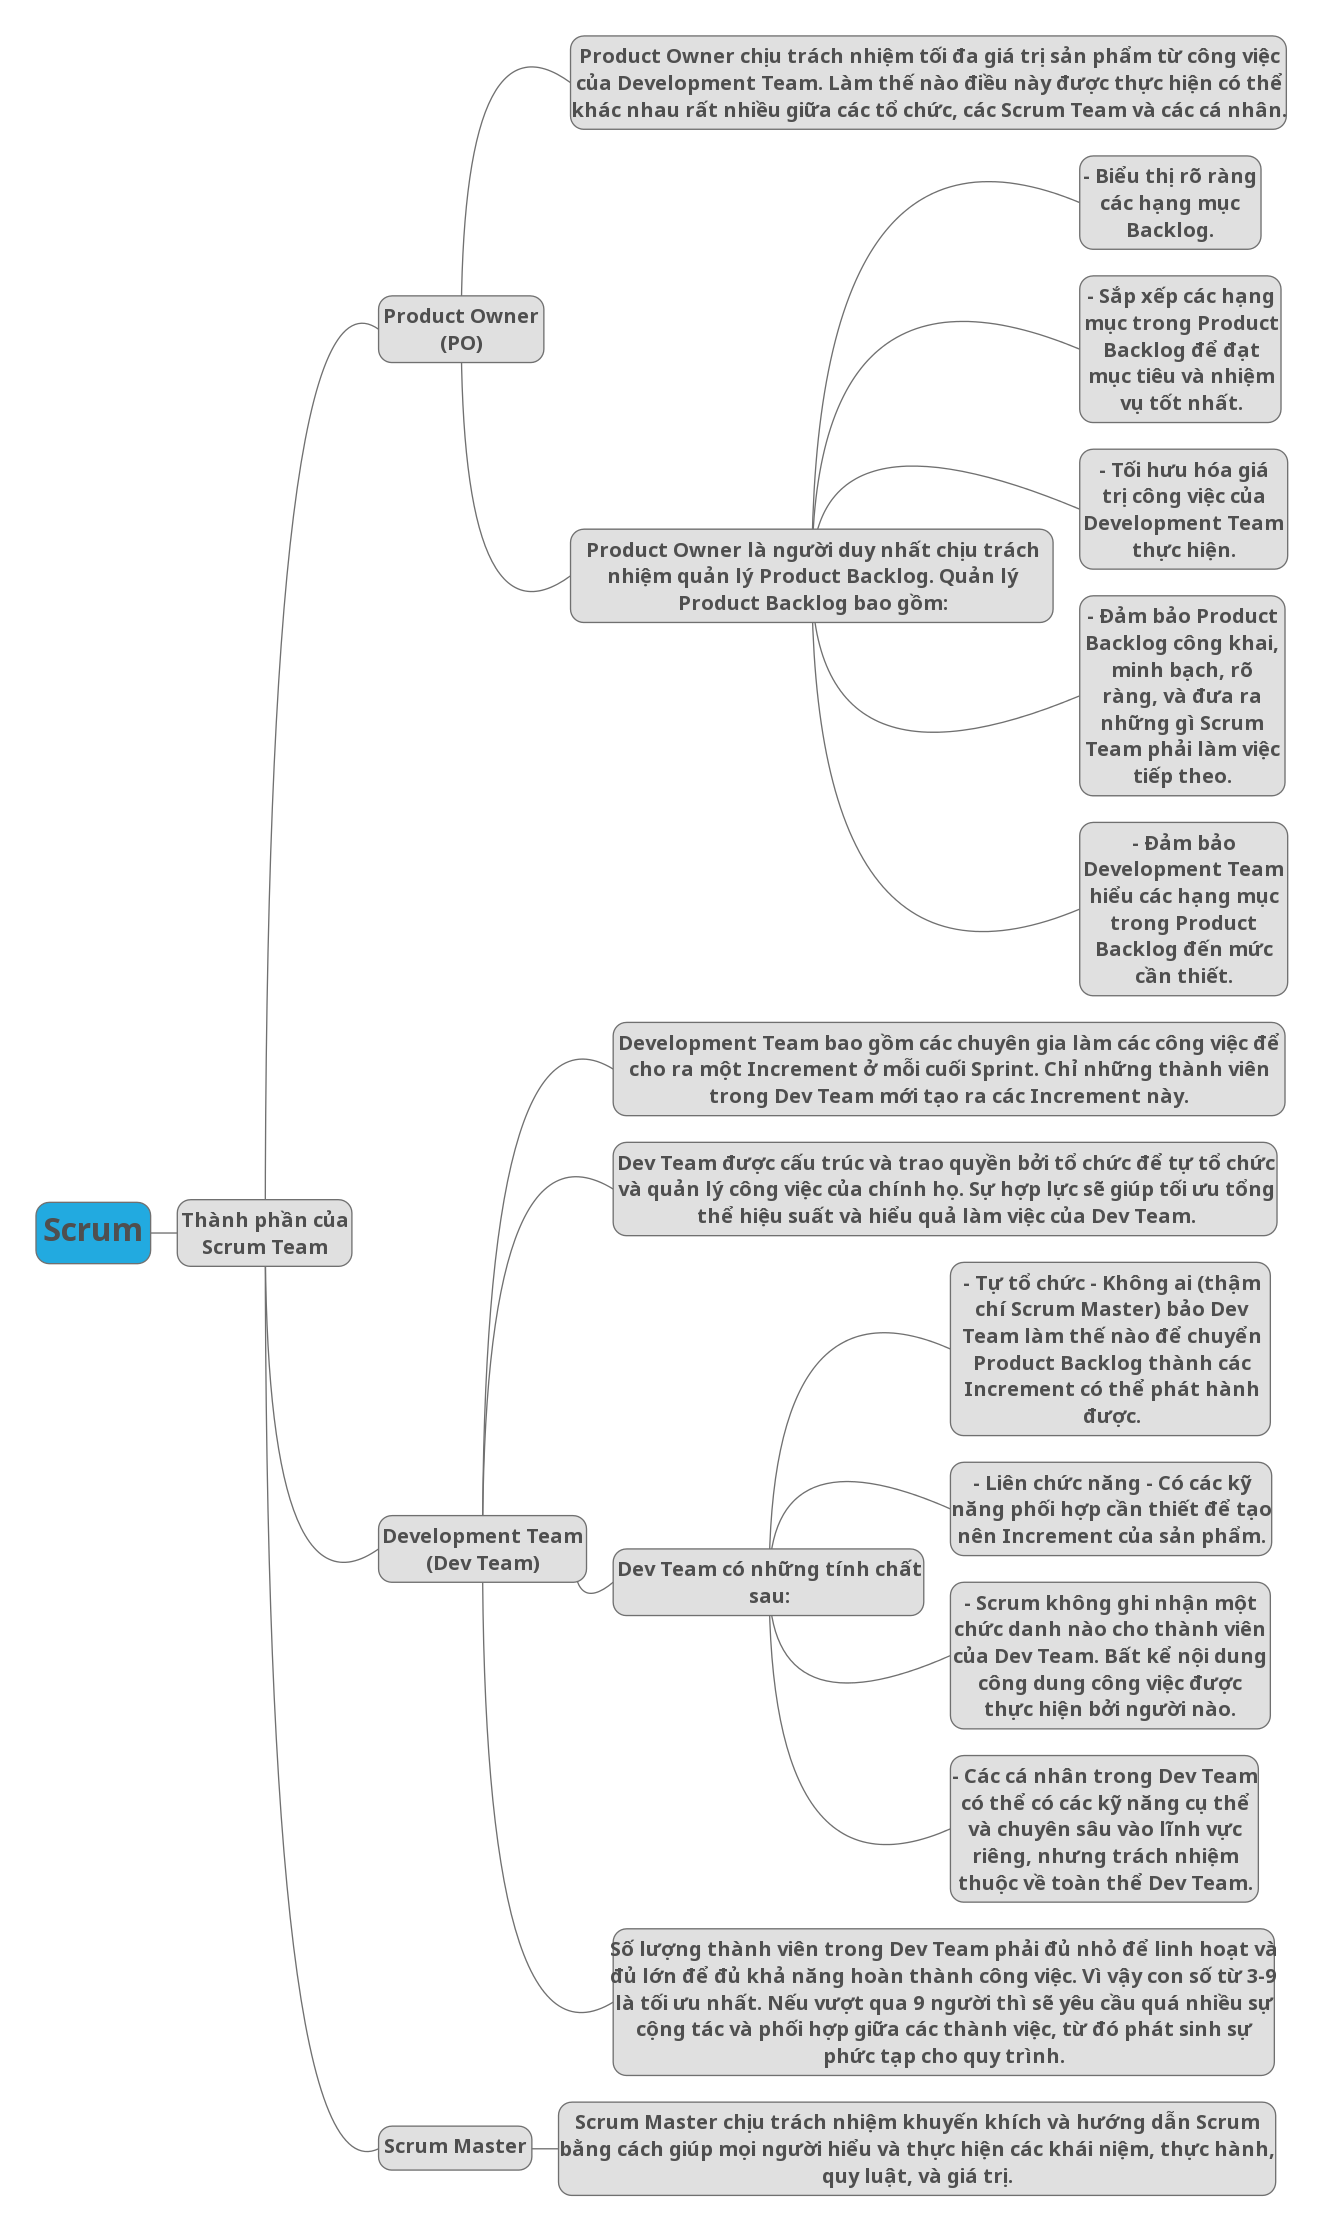 Product Owner chịu trách nhiệm tối đa giá trị sản phẩm từ công việc
của Development Team. Làm thế nào điều này được thực hiện có thể
khác nhau rất nhiều giữa các tổ chức, các Scrum Team và các cá nhân.
- Biểu thị rõ ràng
các hạng mục
Backlog.
- Sắp xếp các hạng
mục trong Product
Backlog để đạt
mục tiêu và nhiệm
vụ tốt nhất.
Product Owner
(PO)
- Tối hưu hóa giá
trị công việc của
Development Team
thực hiện.
Product Owner là người duy nhất chịu trách
nhiệm quản lý Product Backlog. Quản lý
Product Backlog bao gồm:
- Đảm bảo Product
Backlog công khai,
minh bạch, rõ
ràng, và đưa ra
những gì Scrum
Team phải làm việc
tiếp theo.
- Đảm bảo
Development Team
hiểu các hạng mục
trong Product
Backlog đến mức
cần thiết.
Development Team bao gồm các chuyên gia làm các công việc để
cho ra một Increment ở mỗi cuối Sprint. Chỉ những thành viên
trong Dev Team mới tạo ra các Increment này.
Dev Team được cấu trúc và trao quyền bởi tổ chức để tự tổ chức
và quản lý công việc của chính họ. Sự hợp lực sẽ giúp tối ưu tổng
thể hiệu suất và hiểu quả làm việc của Dev Team.
Scrum
Thành phần của
Scrum Team
- Tự tổ chức - Không ai (thậm
chí Scrum Master) bảo Dev
Team làm thế nào để chuyển
Product Backlog thành các
Increment có thể phát hành
được.
- Liên chức năng - Có các kỹ
năng phối hợp cần thiết để tạo
nên Increment của sản phẩm.
Development Team
(Dev Team)
Dev Team có những tính chất
sau:
- Scrum không ghi nhận một
chức danh nào cho thành viên
của Dev Team. Bất kể nội dung
công dung công việc được
thực hiện bởi người nào.
- Các cá nhân trong Dev Team
có thể có các kỹ năng cụ thể
và chuyên sâu vào lĩnh vực
riêng, nhưng trách nhiệm
thuộc về toàn thể Dev Team.
Số lượng thành viên trong Dev Team phải đủ nhỏ để linh hoạt và
đủ lớn để đủ khả năng hoàn thành công việc. Vì vậy con số từ 3-9
là tối ưu nhất. Nếu vượt qua 9 người thì sẽ yêu cầu quá nhiều sự
cộng tác và phối hợp giữa các thành việc, từ đó phát sinh sự
phức tạp cho quy trình.
Scrum Master
Scrum Master chịu trách nhiệm khuyến khích và hướng dẫn Scrum
bằng cách giúp mọi người hiểu và thực hiện các khái niệm, thực hành,
quy luật, và giá trị.